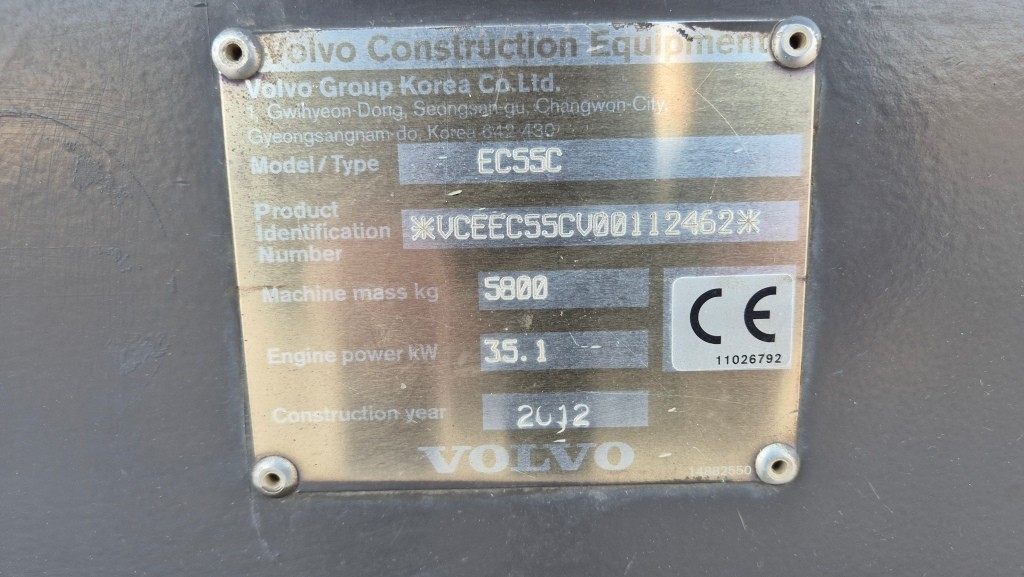 Volvo Construction Equipment
Volvo Group Korea Co.Ltd.
1, Gwihyeon-Dong, Seongsan-gu, Changwon-City,
Gyeongsangnam-do, Korea 642-430
Model/Type EC55C
Product
Identification *VCEEC55CV00112462*
Number
Machine mass kg 5800
CE
Engine power kW 35.1
11026792
Construction year 2012
VOLVO
14882550